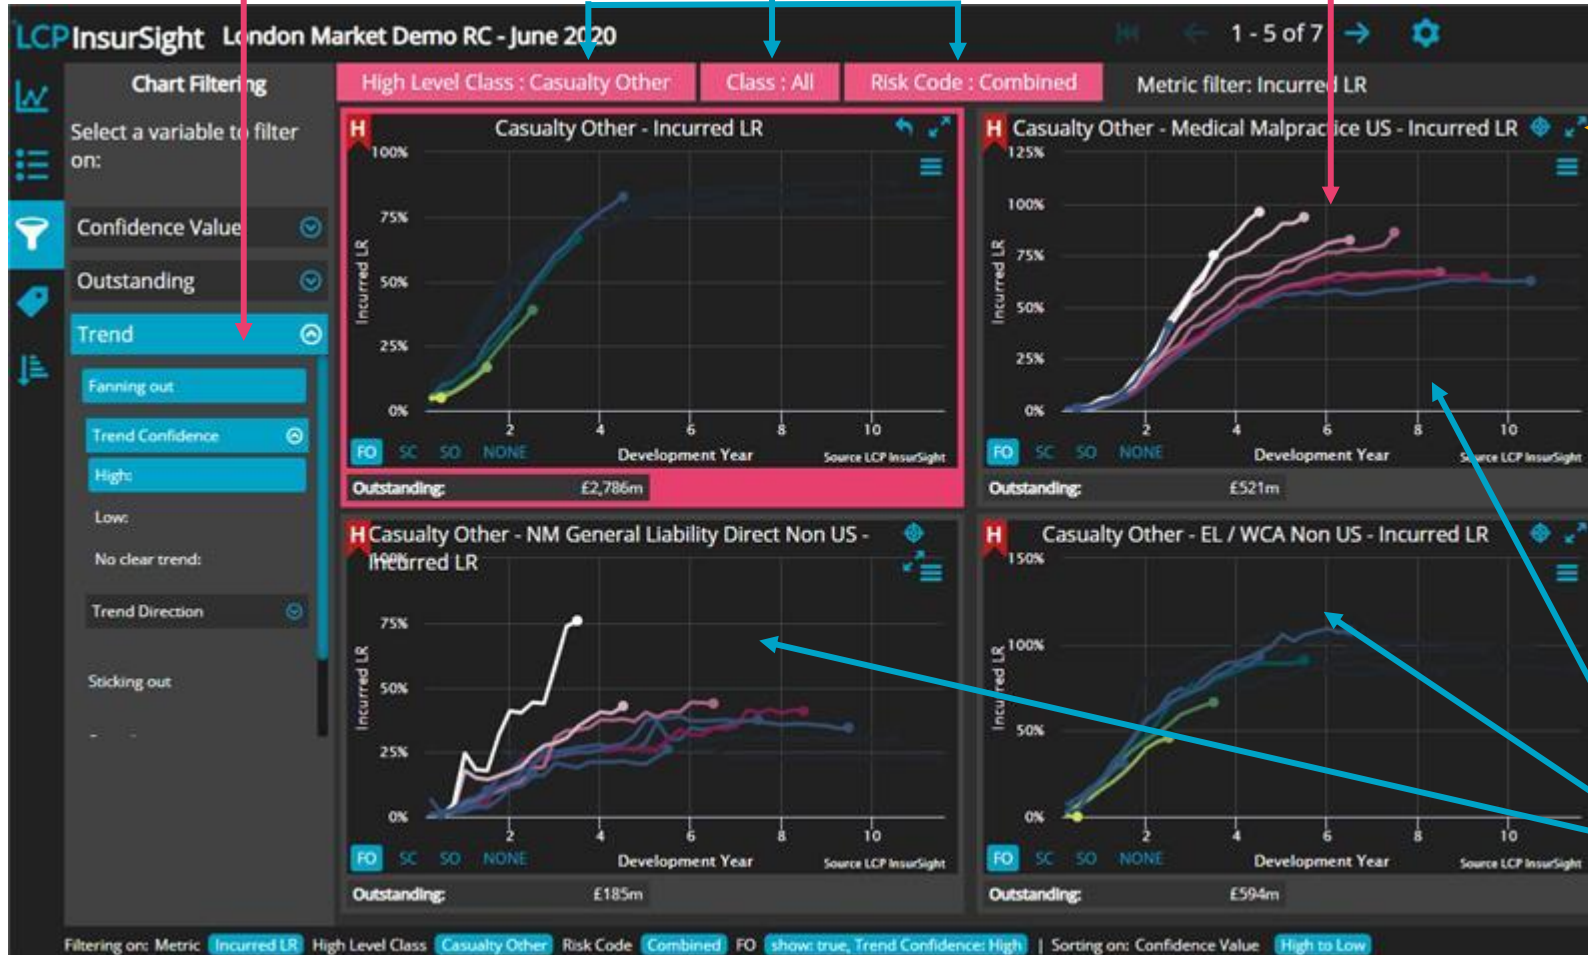 LCP InsurSight London Market Demo RC - June 2020
1 - 5 of 7
Chart Filtering
Select a variable to filter
on:
Confidence Value
Outstanding
Trend
Fanning out
Trend Confidence
High:
Low:
No clear trend:
Trend Direction
Sticking out
High Level Class : Casualty Other
Class : All
Risk Code : Combined
Metric filter: Incurred LR
H
Casualty Other - Incurred LR
100%
75%
50%
25%
0%
Incurred LR
2 4 6 8 10
FO SC SO NONE
Development Year
Source LCP InsurSight
Outstanding: £2,786m
H
Casualty Other - Medical Malpractice US - Incurred LR
125%
100%
75%
50%
25%
0%
Incurred LR
2 4 6 8 10
FO SC SO NONE
Development Year
Source LCP InsurSight
Outstanding: £521m
H
Casualty Other - NM General Liability Direct Non US -
Incurred LR
100%
75%
50%
25%
0%
Incurred LR
2 4 6 8 10
FO SC SO NONE
Development Year
Source LCP InsurSight
Outstanding: £185m
H
Casualty Other - EL / WCA Non US - Incurred LR
150%
100%
50%
0%
Incurred LR
2 4 6 8 10
FO SC SO NONE
Development Year
Source LCP InsurSight
Outstanding: £594m
Filtering on: Metric Incurred LR High Level Class Casualty Other Risk Code Combined FO show: true, Trend Confidence: High | Sorting on: Confidence Value High to Low